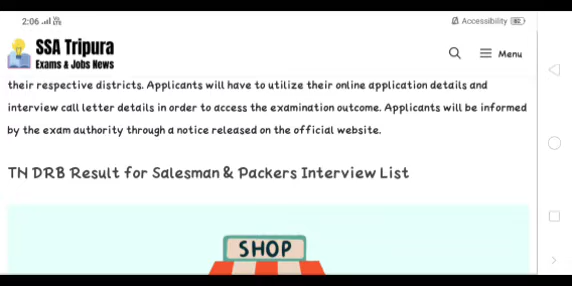 2:06
Accessibility
SSA Tripura
Exams & Jobs News
Menu
their respective districts. Applicants will have to utilize their online application details and
interview call letter details in order to access the examination outcome. Applicants will be informed
by the exam authority through a notice released on the official website.
TN DRB Result for Salesman & Packers Interview List
SHOP